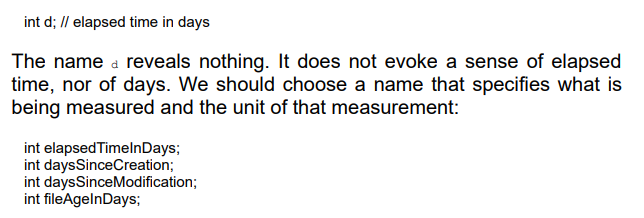 int d; // elapsed time in days
The name d reveals nothing. It does not evoke a sense of elapsed
time, nor of days. We should choose a name that specifies what is
being measured and the unit of that measurement:
int elapsedTimeInDays;
int daysSinceCreation;
int daysSinceModification;
int fileAgeInDays;